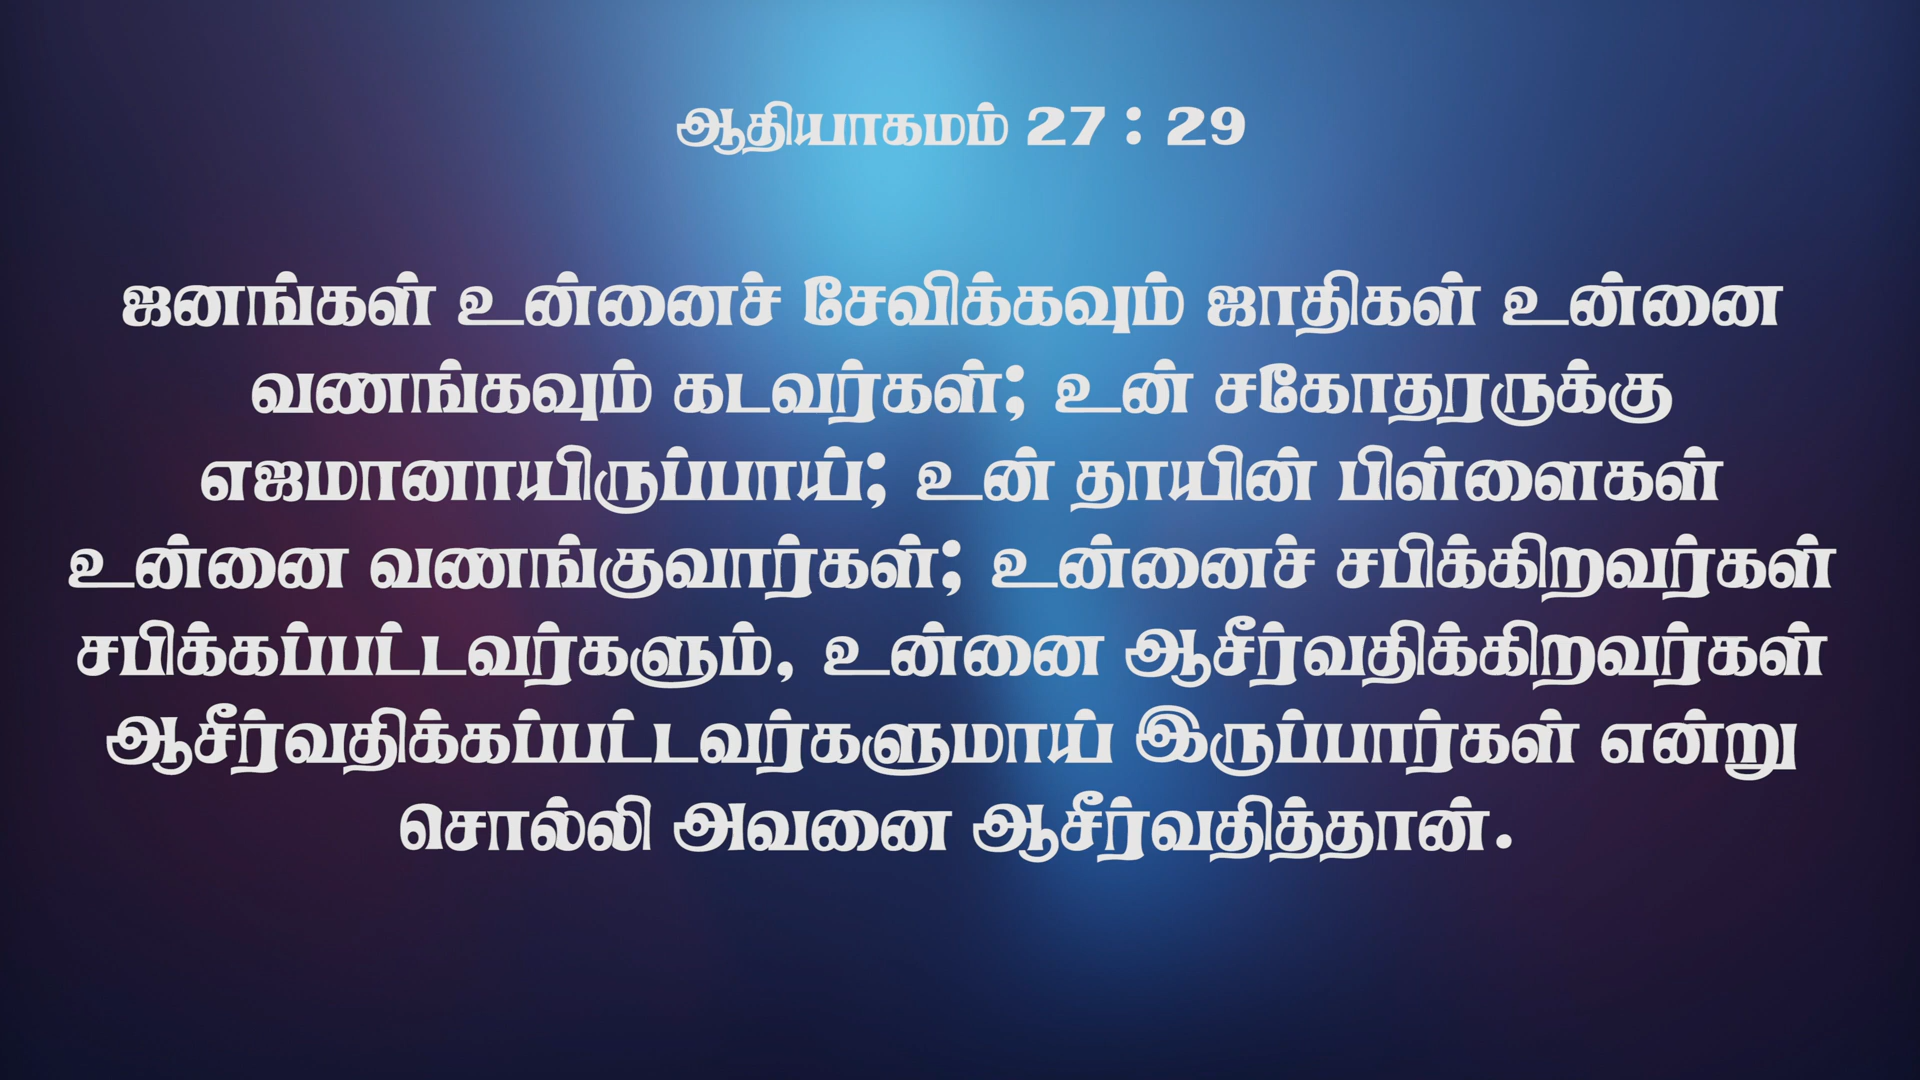 ஆதியாகமம் 27 : 29
ஜனங்கள் உன்னைச் சேவிக்கவும் ஜாதிகள் உன்னை
வணங்கவும் கடவர்கள்; உன் சகோதரருக்கு
எஜமானாயிருப்பாய்; உன் தாயின் பிள்ளைகள்
உன்னை வணங்குவார்கள்; உன்னைச் சபிக்கிறவர்கள்
சபிக்கப்பட்டவர்களும், உன்னை ஆசீர்வதிக்கிறவர்கள்
ஆசீர்வதிக்கப்பட்டவர்களுமாய் இருப்பார்கள் என்று
சொல்லி அவனை ஆசீர்வதித்தான்.